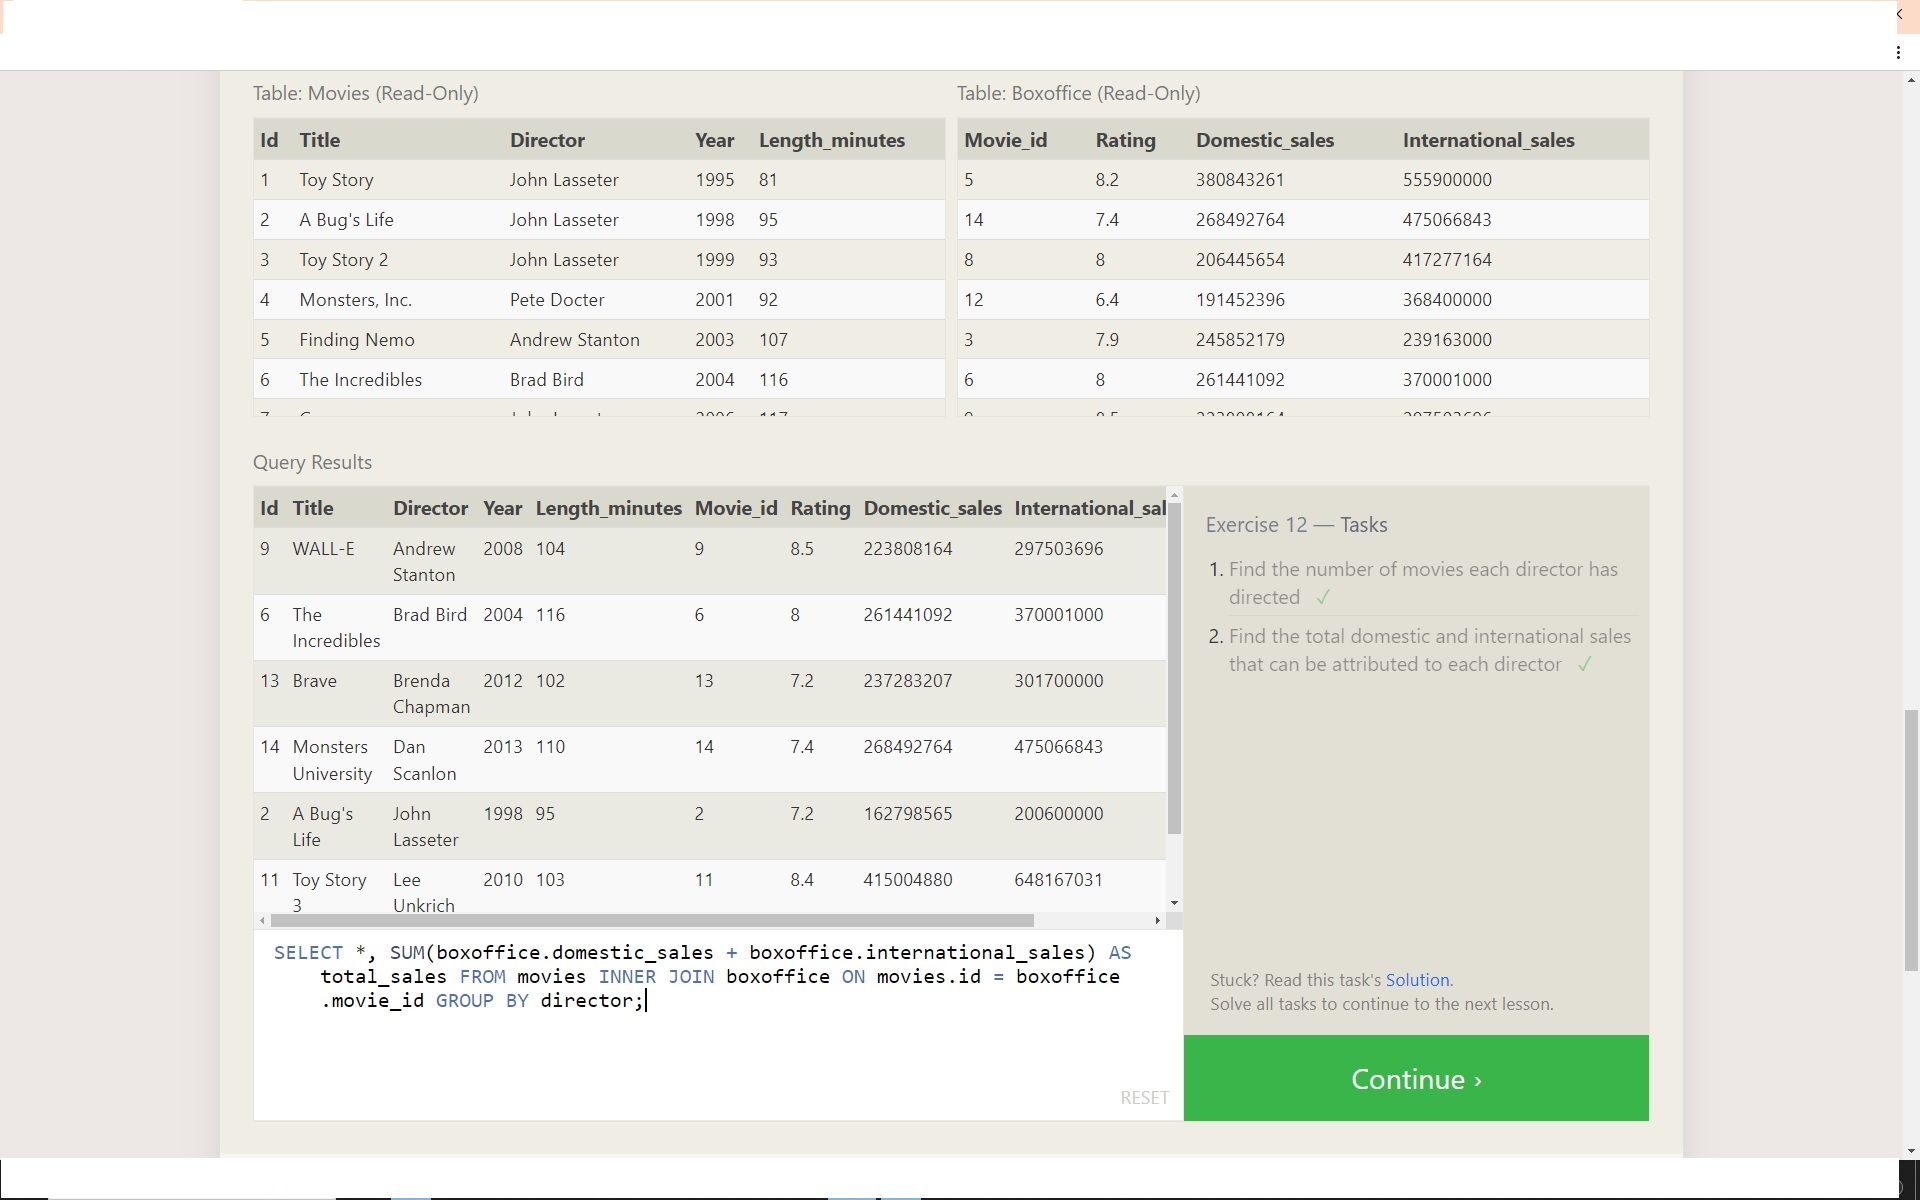 Table: Movies (Read-Only)
Table: Boxoffice (Read-Only)
Id Title Director Year Length_minutes
1 Toy Story John Lasseter 1995 81
2 A Bug's Life John Lasseter 1998 95
3 Toy Story 2 John Lasseter 1999 93
4 Monsters, Inc. Pete Docter 2001 92
5 Finding Nemo Andrew Stanton 2003 107
6 The Incredibles Brad Bird 2004 116
Movie_id Rating Domestic_sales International_sales
5 8.2 380843261 555900000
14 7.4 268492764 475066843
8 8 206445654 417277164
12 6.4 191452396 368400000
3 7.9 245852179 239163000
6 8 261441092 370001000
Query Results
Id Title Director Year Length_minutes Movie_id Rating Domestic_sales International_sal
9 WALL-E Andrew 2008 104 9 8.5 223808164 297503696
Stanton
6 The Brad Bird 2004 116 6 8 261441092 370001000
Incredibles
13 Brave Brenda 2012 102 13 7.2 237283207 301700000
Chapman
14 Monsters Dan 2013 110 14 7.4 268492764 475066843
University Scanlon
2 A Bug's John 1998 95 2 7.2 162798565 200600000
Life Lasseter
11 Toy Story Lee 2010 103 11 8.4 415004880 648167031
3 Unkrich
SELECT *, SUM(boxoffice.domestic_sales + boxoffice.international_sales) AS
total_sales FROM movies INNER JOIN boxoffice ON movies.id = boxoffice
.movie_id GROUP BY director;
RESET
Exercise 12 — Tasks
1. Find the number of movies each director has
directed ✓
2. Find the total domestic and international sales
that can be attributed to each director ✓
Stuck? Read this task's Solution.
Solve all tasks to continue to the next lesson.
Continue ›